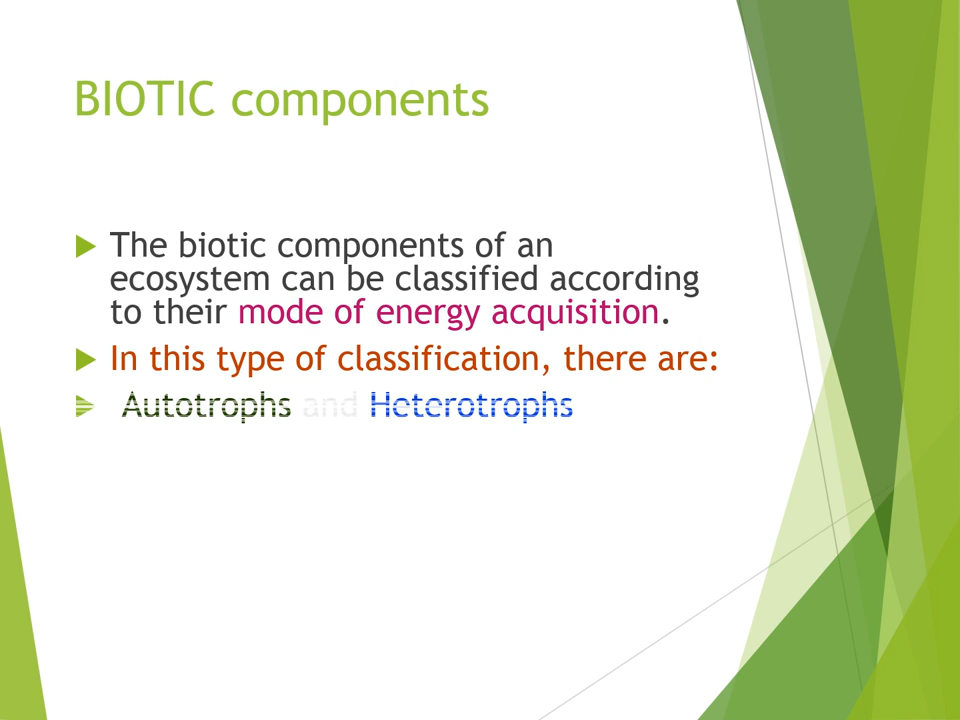 BIOTIC components
The biotic components of an
ecosystem can be classified according
to their mode of energy acquisition.
In this type of classification, there are:
Autotrophs and Heterotrophs